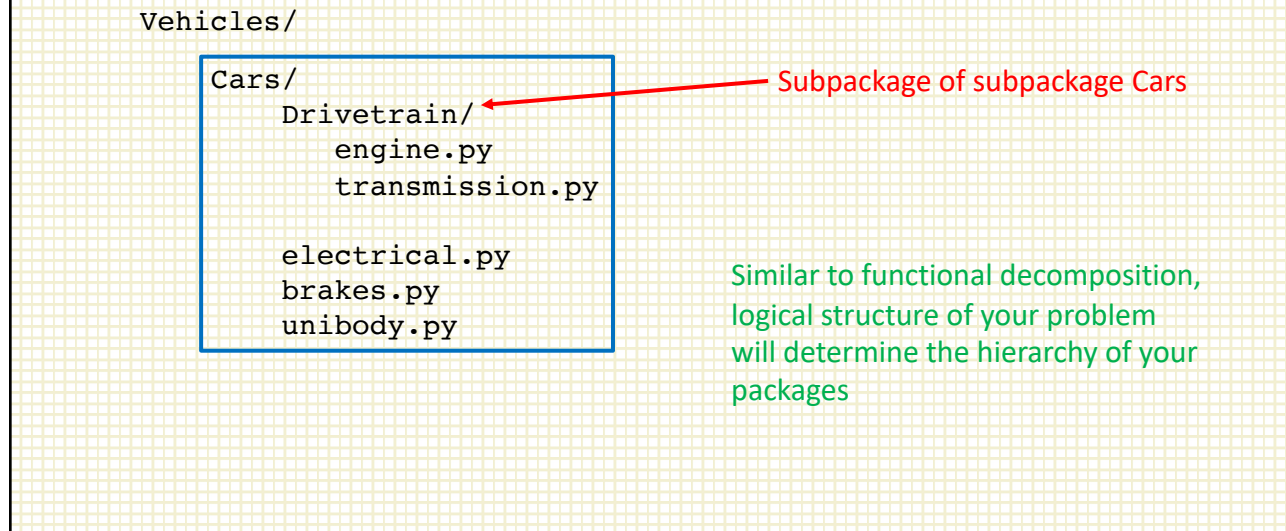 Vehicles/
Cars/
Subpackage of subpackage Cars
Drivetrain/
engine.py
transmission.py
electrical.py
brakes.py
unibody.py
Similar to functional decomposition,
logical structure of your problem
will determine the hierarchy of your
packages